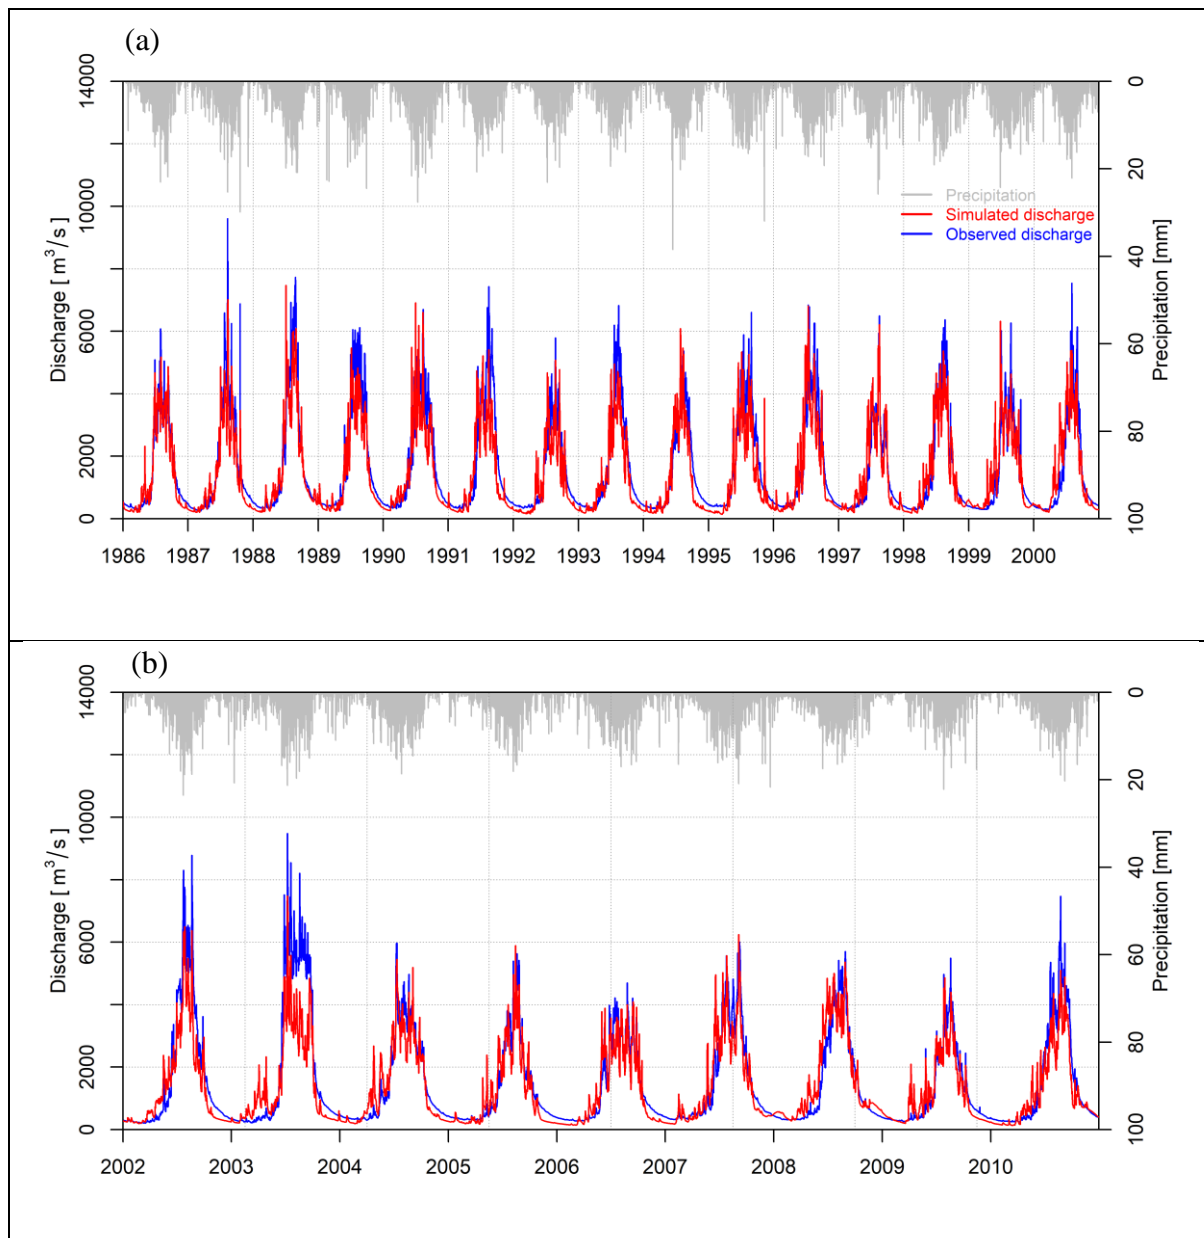 (a)
14000
10000
6000
2000
0
Discharge [ m³/s ]
0
20
40
60
80
100
Precipitation [mm]
Precipitation
Simulated discharge
Observed discharge
1986 1987 1988 1989 1990 1991 1992 1993 1994 1995 1996 1997 1998 1999 2000
(b)
14000
10000
6000
2000
0
Discharge [ m³/s ]
0
20
40
60
80
100
Precipitation [mm]
2002 2003 2004 2005 2006 2007 2008 2009 2010